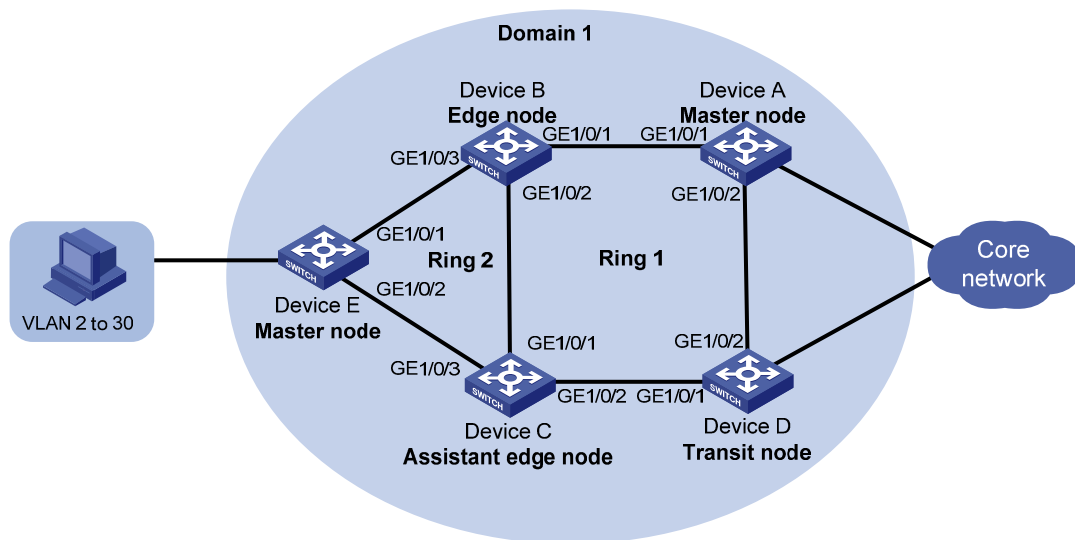 Domain 1
Device B
Edge node
Device A
Master node
GE1/0/1
GE1/0/1
GE1/0/3
GE1/0/2
GE1/0/2
SWITCH
SWITCH
GE1/0/1
Ring 2
Ring 1
Core
network
SWITCH
GE1/0/2
Device E
Master node
VLAN 2 to 30
GE1/0/1
GE1/0/2
GE1/0/3
SWITCH
SWITCH
GE1/0/2
GE1/0/1
Device C
Assistant edge node
Device D
Transit node